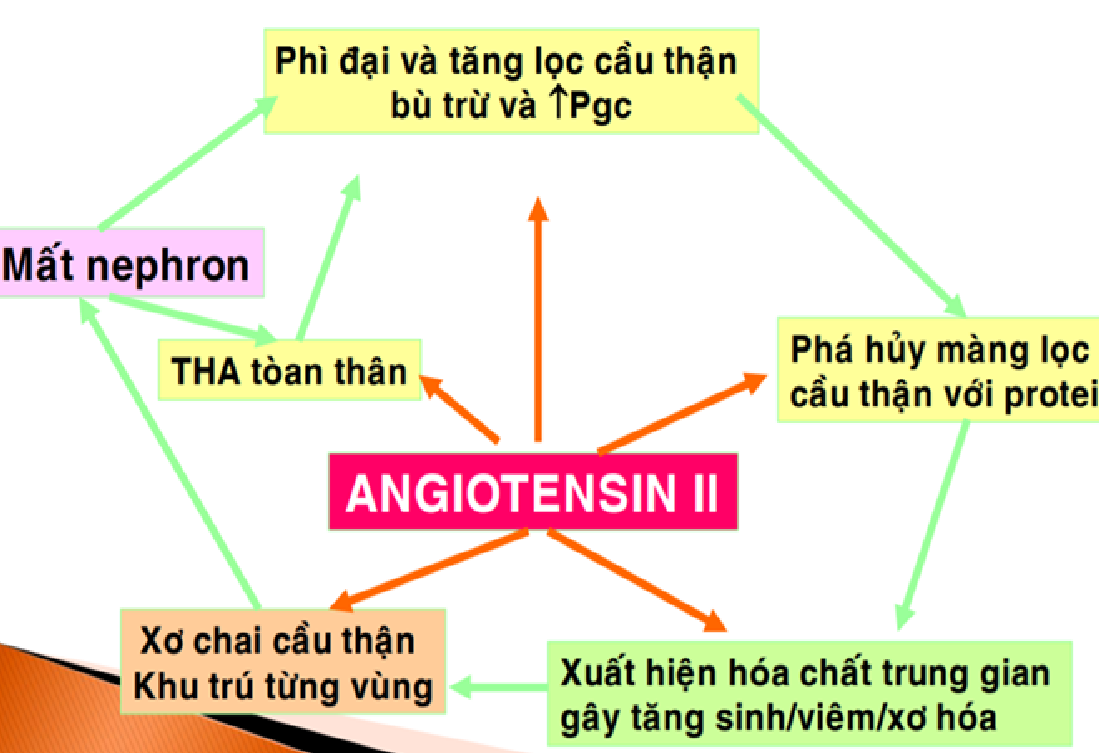 Phì đại và tăng lọc cầu thận
bù trừ và ↑Pgc
Mất nephron
THA tòan thân
Phá hủy màng lọc
cầu thận với protei
ANGIOTENSIN II
Xơ chai cầu thận
Khu trú từng vùng
Xuất hiện hóa chất trung gian
gây tăng sinh/viêm/xơ hóa